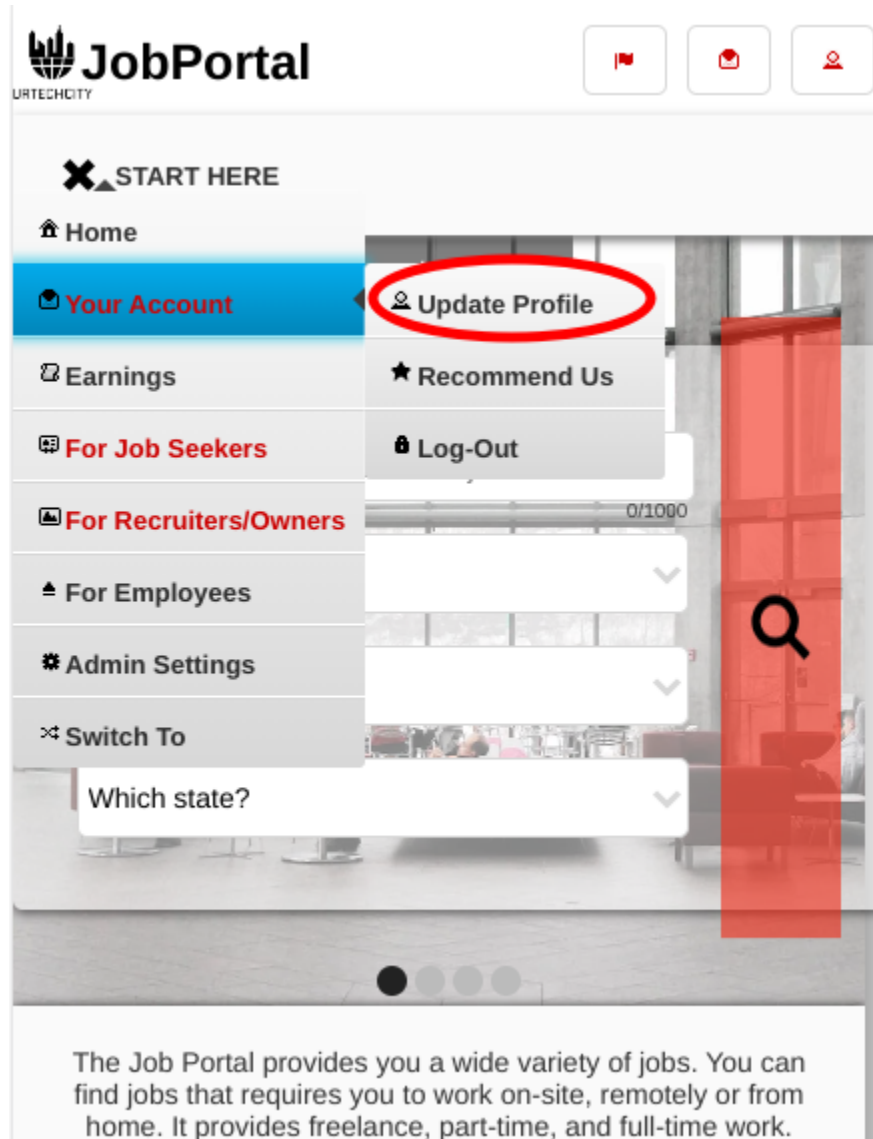 JobPortal
URTECHCITY
START HERE
Home
Your Account
Update Profile
Earnings
Recommend Us
For Job Seekers
Log-Out
For Recruiters/Owners
0/1000
For Employees
Admin Settings
Switch To
Which state?
The Job Portal provides you a wide variety of jobs. You can
find jobs that requires you to work on-site, remotely or from
home. It provides freelance, part-time, and full-time work.